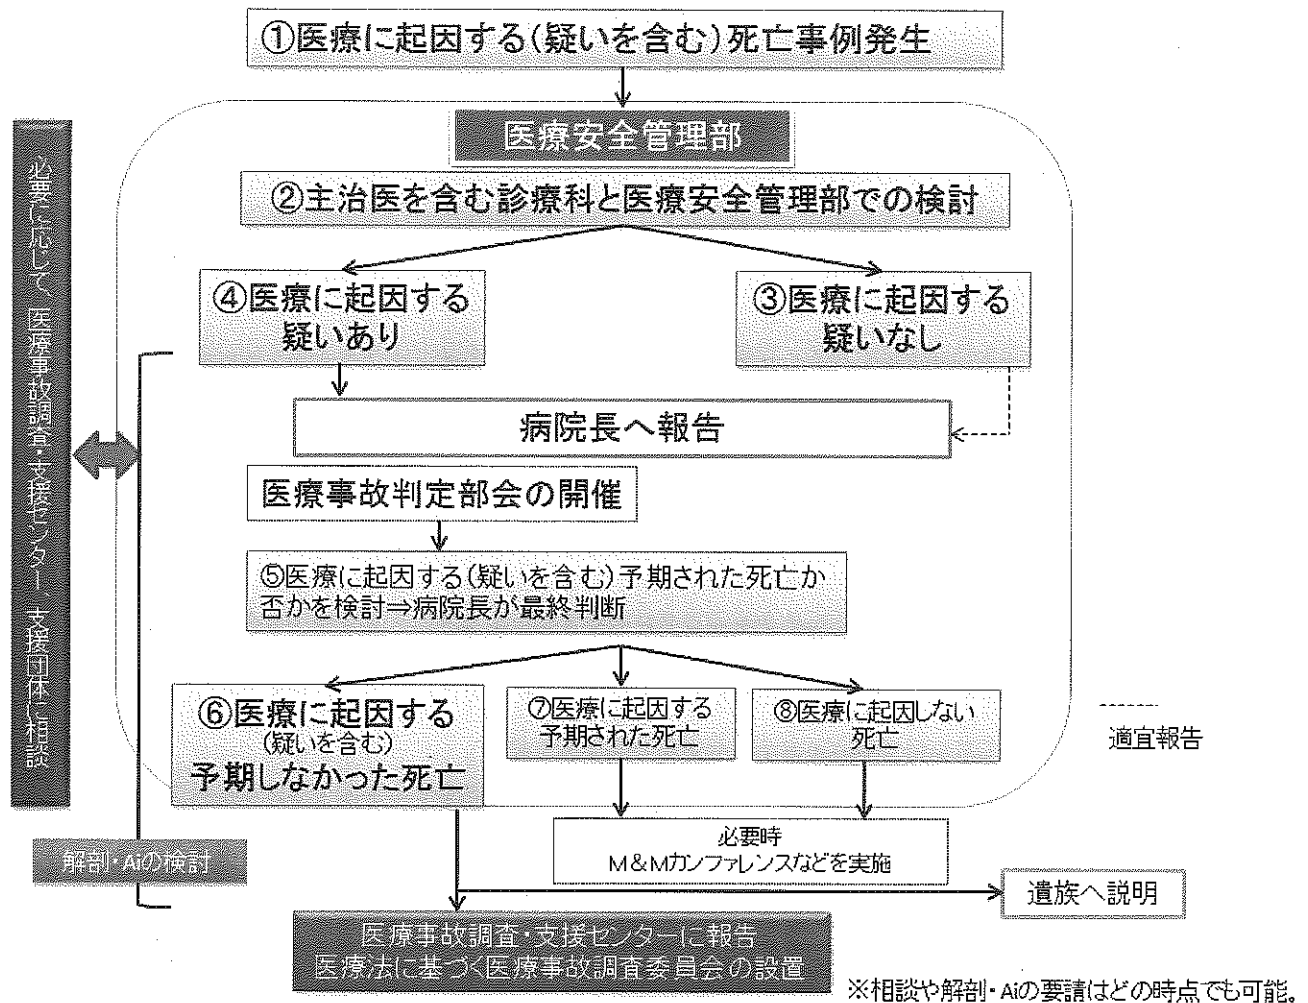 ①医療に起因する(疑いを含む)死亡事例発生
医療安全管理部
②主治医を含む診療科と医療安全管理部での検討
④医療に起因する
疑いあり
③医療に起因する
疑いなし
病院長へ報告
医療事故判定部会の開催
⑤医療に起因する(疑いを含む)予期された死亡か
否かを検討⇒病院長が最終判断
⑥医療に起因する
(疑いを含む)
予期しなかった死亡
⑦医療に起因する
予期された死亡
⑧医療に起因しない
死亡
適宜報告
必要に応じて、医療事故調査・支援センター、支援団体に相談
必要時
M&Mカンファレンスなどを実施
解剖・Aiの検討
遺族へ説明
医療事故調査・支援センターに報告
医療法に基づく医療事故調査委員会の設置
※相談や解剖・Aiの要請はどの時点でも可能。